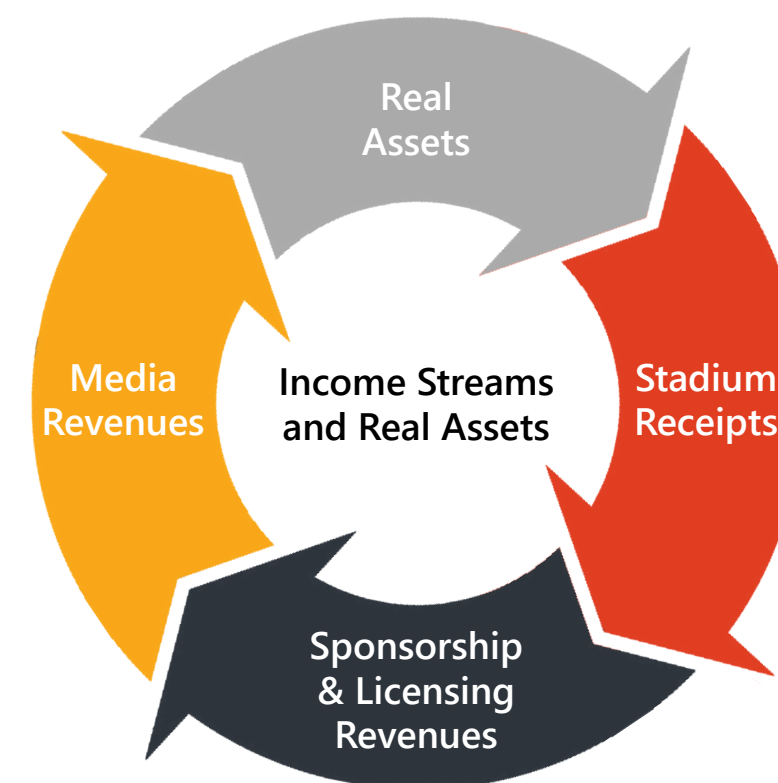 Real
Assets
Media
Revenues
Income Streams
and Real Assets
Stadium
Receipts
Sponsorship
& Licensing
Revenues